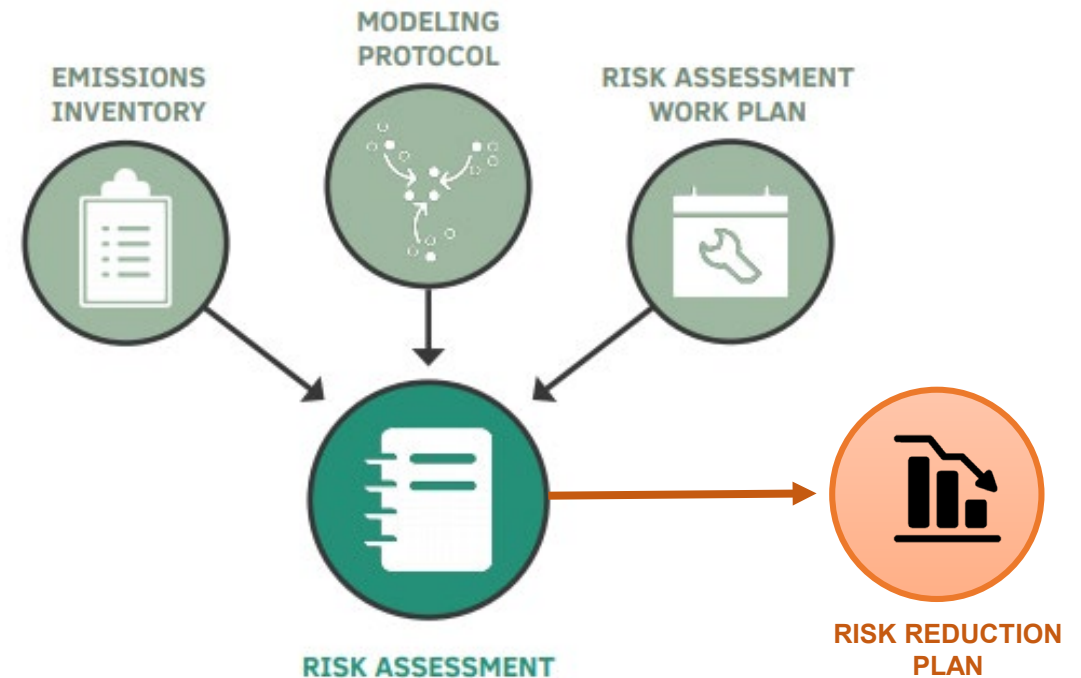 MODELING
PROTOCOL
EMISSIONS
INVENTORY
RISK ASSESSMENT
WORK PLAN
RISK ASSESSMENT
RISK REDUCTION
PLAN